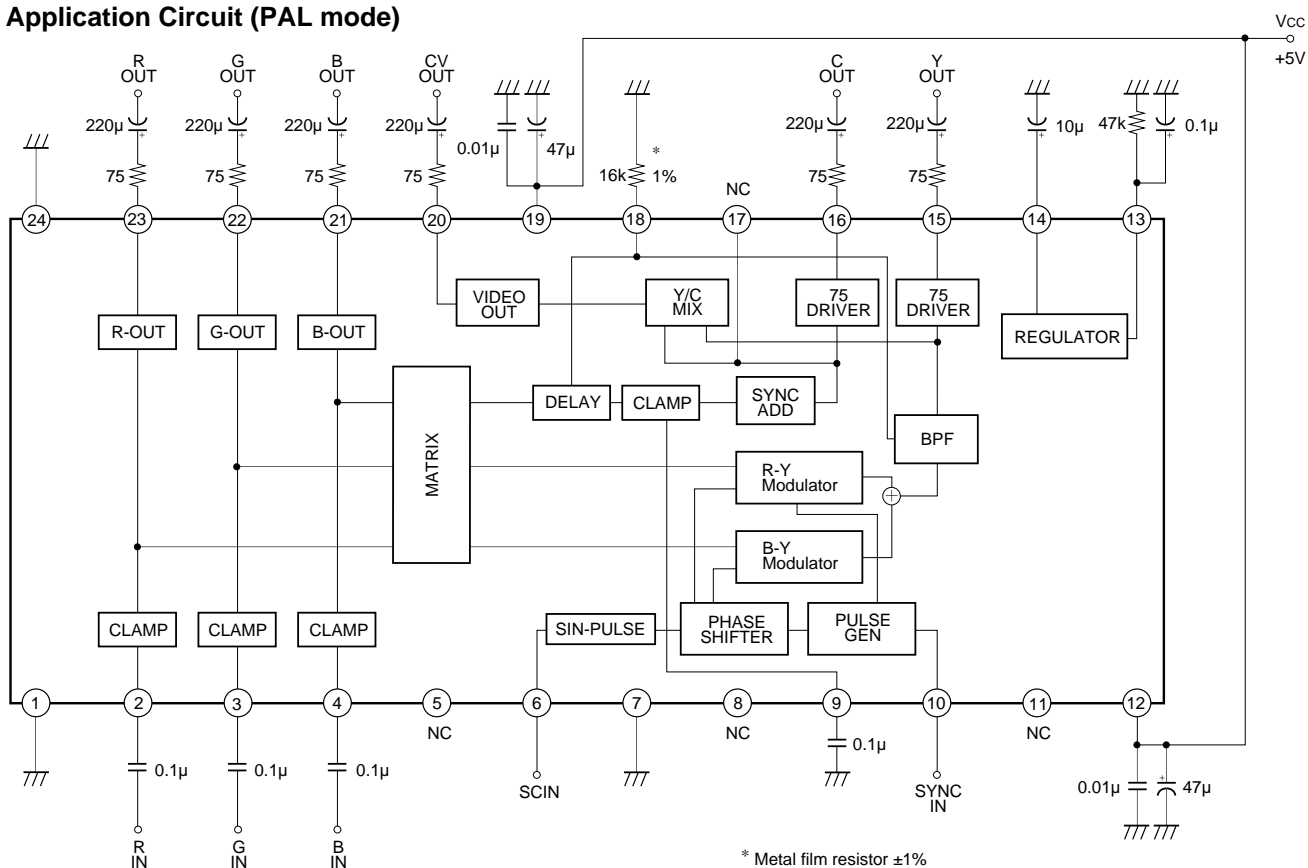 Application Circuit (PAL mode)
VCC
+5V
R
OUT
G
OUT
B
OUT
CV
OUT
C
OUT
Y
OUT
220µ
+
220µ
+
220µ
+
220µ
+
0.01µ
+
47µ
*
16k
1%
220µ
+
220µ
+
10µ
+
47k
0.1µ
+
75
75
75
75
NC
75
75
24
23
22
21
20
19
18
17
16
15
14
13
VIDEO
OUT
Y/C
MIX
75
DRIVER
75
DRIVER
R-OUT
G-OUT
B-OUT
REGULATOR
MATRIX
DELAY
CLAMP
SYNC
ADD
BPF
R-Y
Modulator
+
B-Y
Modulator
CLAMP
CLAMP
CLAMP
SIN-PULSE
PHASE
SHIFTER
PULSE
GEN
1
2
3
4
5
6
7
8
9
10
11
12
NC
NC
NC
0.1µ
0.1µ
0.1µ
0.1µ
SCIN
SYNC
IN
0.01µ
+
47µ
R
IN
G
IN
B
IN
* Metal film resistor ±1%